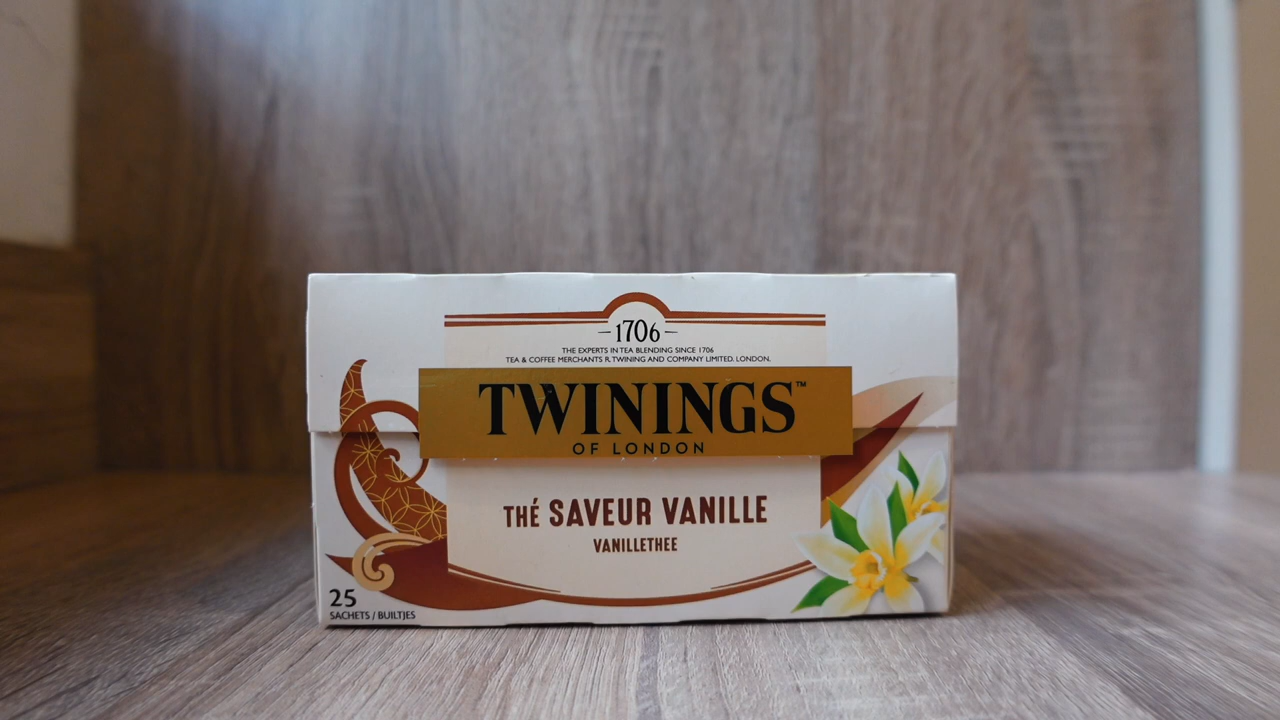 1706
THE EXPERTS IN TEA BLENDING SINCE 1706
TEA & COFFEE MERCHANTS R. TWINING AND COMPANY LIMITED. LONDON.
TWININGS™
OF LONDON
THÉ SAVEUR VANILLE
VANILLETHEE
25
SACHETS / BUILTJES